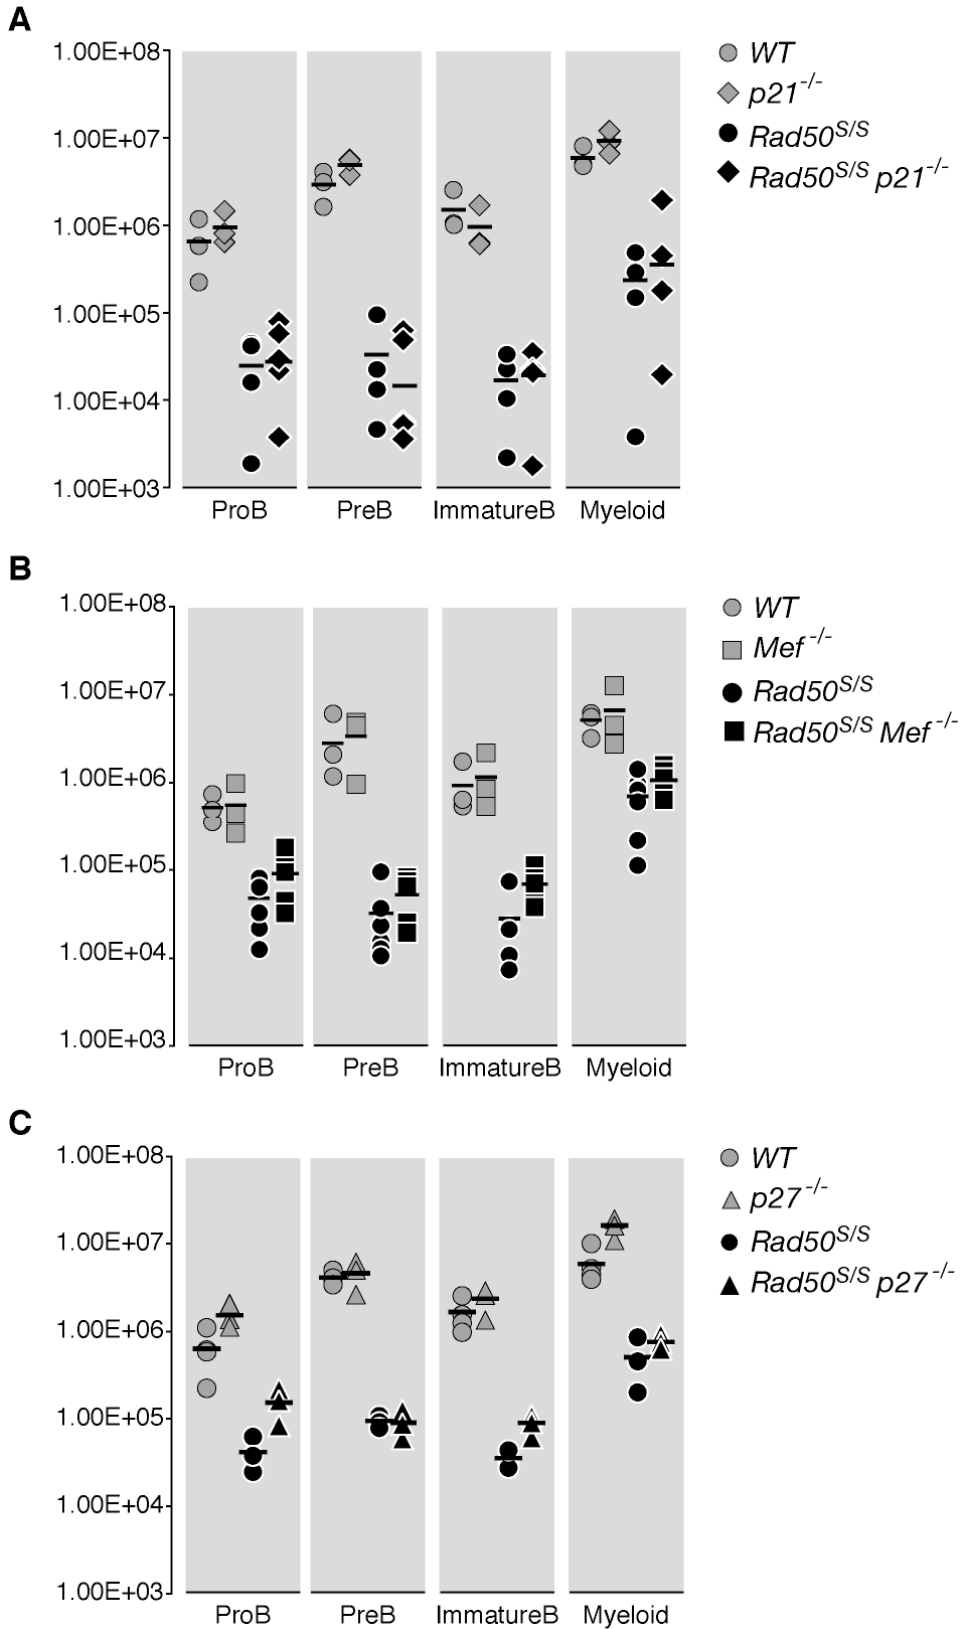 A
1.00E+08
1.00E+07
1.00E+06
1.00E+05
1.00E+04
1.00E+03
ProB PreB ImmatureB Myeloid
WT
p21-/-
Rad50S/S
Rad50S/S p21-/-
B
1.00E+08
1.00E+07
1.00E+06
1.00E+05
1.00E+04
1.00E+03
ProB PreB ImmatureB Myeloid
WT
Mef-/-
Rad50S/S
Rad50S/S Mef-/-
C
1.00E+08
1.00E+07
1.00E+06
1.00E+05
1.00E+04
1.00E+03
ProB PreB ImmatureB Myeloid
WT
p27-/-
Rad50S/S
Rad50S/S p27-/-